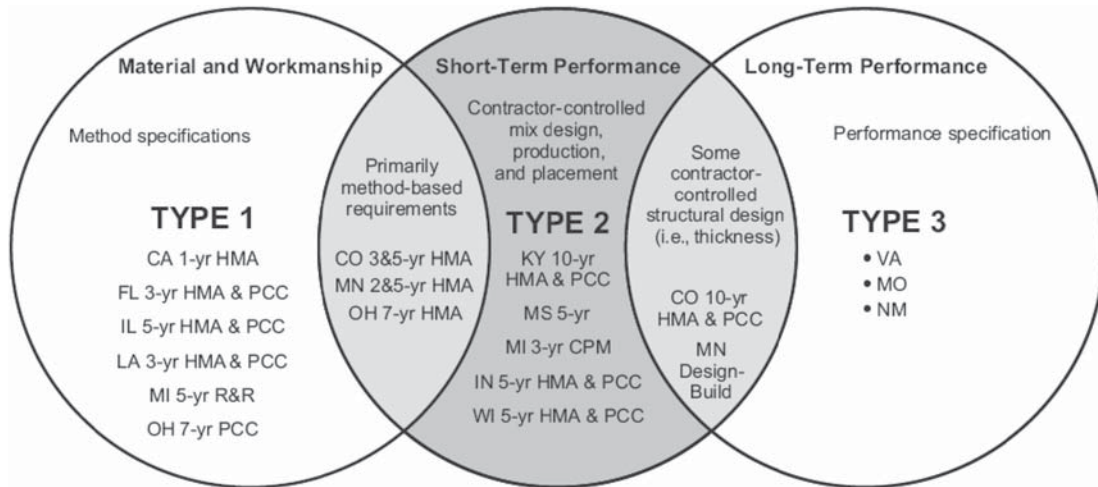 Material and Workmanship
Method specifications
TYPE 1
CA 1-yr HMA
FL 3-yr HMA & PCC
IL 5-yr HMA & PCC
LA 3-yr HMA & PCC
MI 5-yr R&R
OH 7-yr PCC
Primarily
method-based
requirements
CO 3&5-yr HMA
MN 2&5-yr HMA
OH 7-yr HMA
Short-Term Performance
Contractor-controlled
mix design,
production,
and placement
TYPE 2
KY 10-yr
HMA & PCC
MS 5-yr
MI 3-yr CPM
IN 5-yr HMA & PCC
WI 5-yr HMA & PCC
Some
contractor-
controlled
structural design
(i.e., thickness)
CO 10-yr
HMA & PCC
MN
Design-
Build
Long-Term Performance
Performance specification
TYPE 3
• VA
• MO
• NM